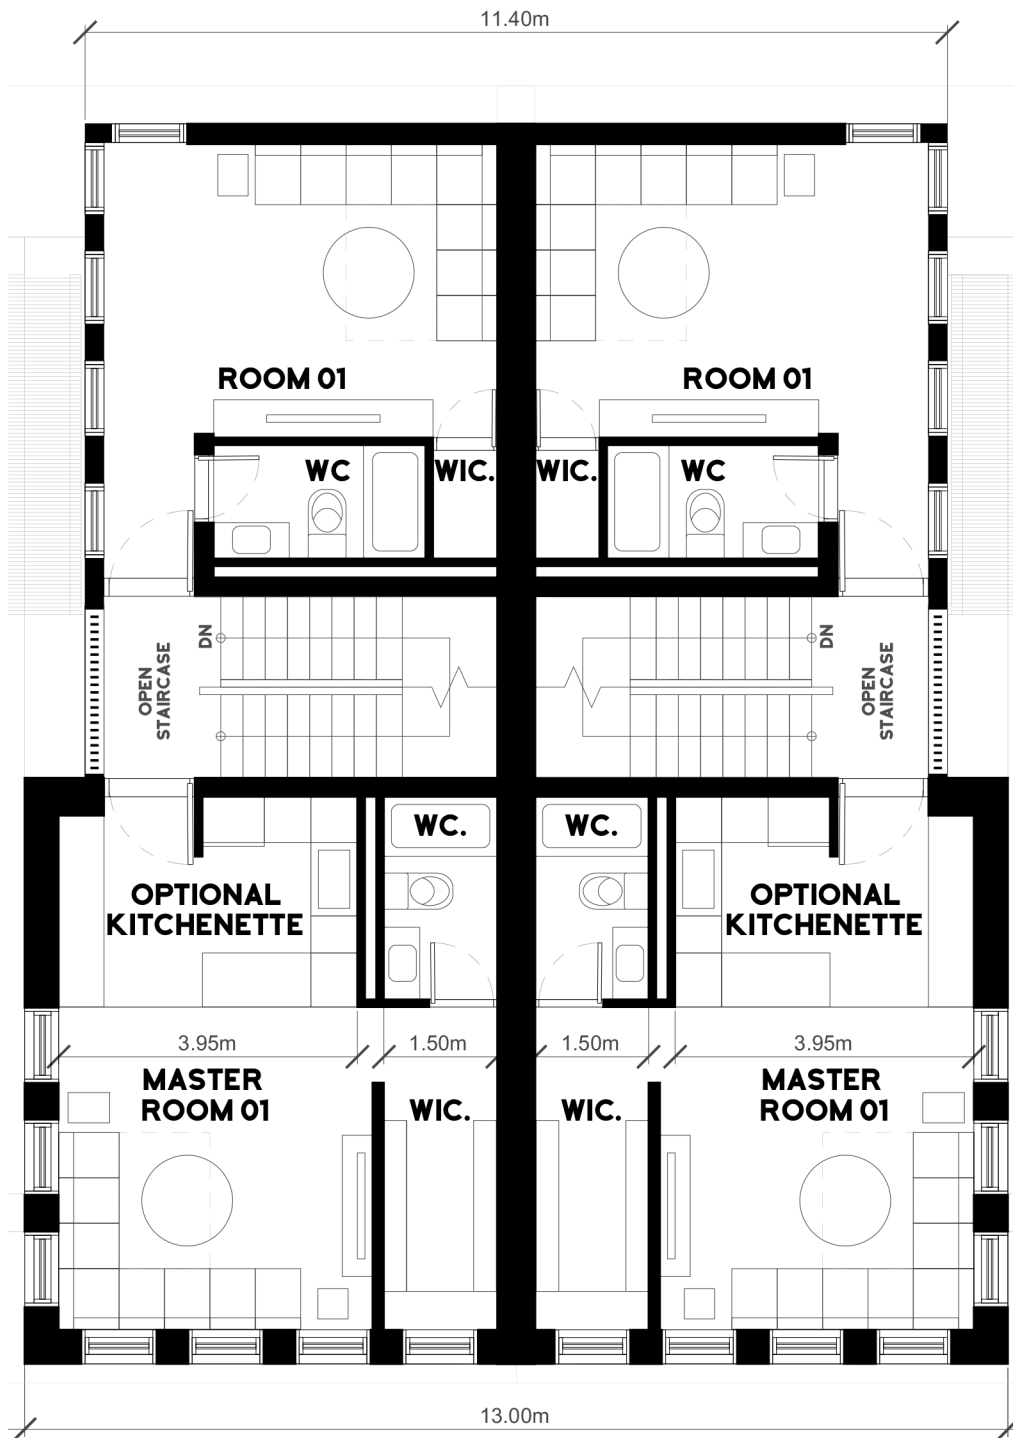 11.40m
ROOM 01
ROOM 01
WC
WIC.
WIC.
WC
DN
OPEN
STAIRCASE
DN
OPEN
STAIRCASE
WC.
WC.
OPTIONAL
KITCHENETTE
OPTIONAL
KITCHENETTE
3.95m
1.50m
1.50m
3.95m
MASTER
ROOM 01
WIC.
WIC.
MASTER
ROOM 01
13.00m